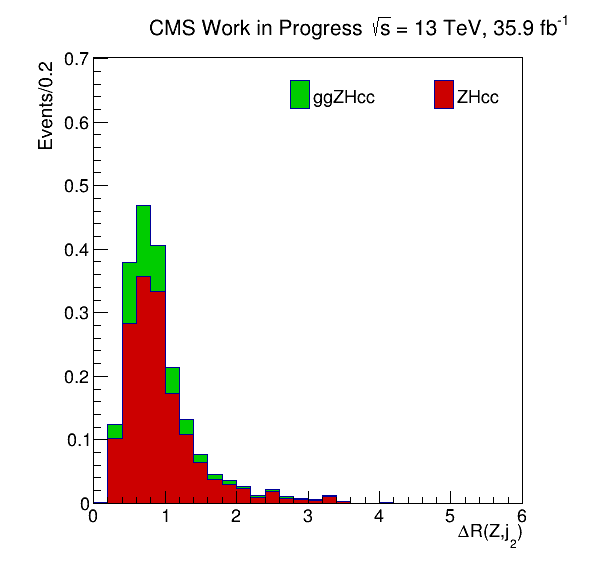 CMS Work in Progress √s = 13 TeV, 35.9 fb⁻¹
Events/0.2
0.7
0.6
0.5
0.4
0.3
0.2
0.1
0
ggZHcc ZHcc
0 1 2 3 4 5 6
ΔR(Z,j₂)